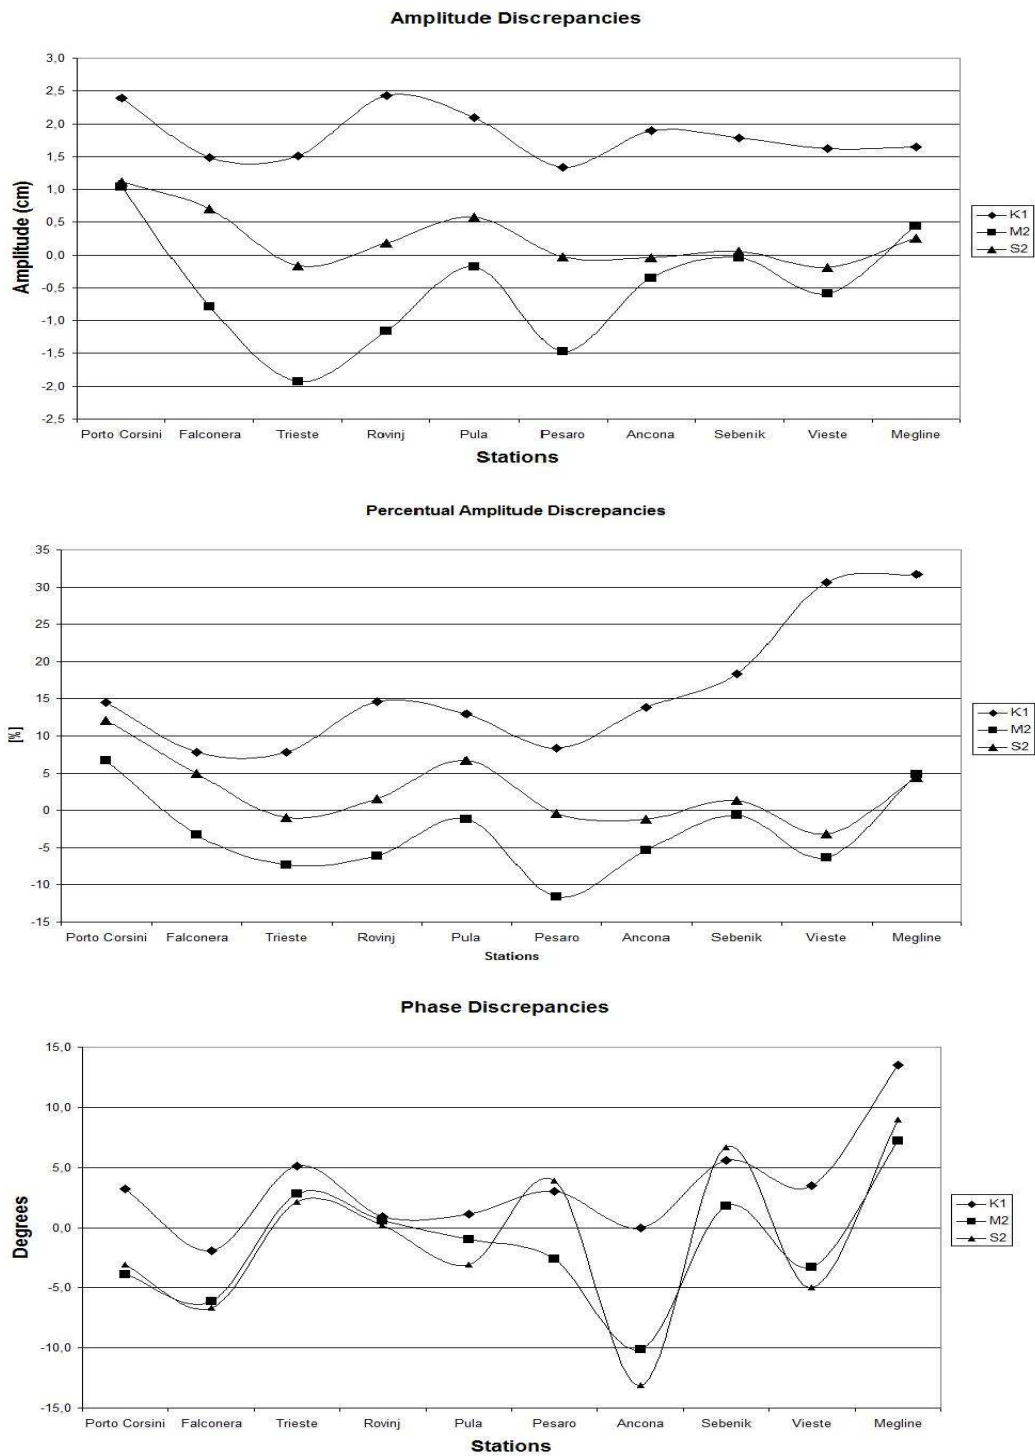 Amplitude Discrepancies
3,0
2,5
2,0
1,5
1,0
0,5
0,0
-0,5
-1,0
-1,5
-2,0
-2,5
Amplitude (cm)
Porto Corsini Falconera Trieste Rovinj Pula Pesaro Ancona Sebenik Vieste Megline
Stations
K1
M2
S2
Percentual Amplitude Discrepancies
35
30
25
20
15
10
5
0
-5
-10
-15
[%]
Porto Corsini Falconera Trieste Rovinj Pula Pesaro Ancona Sebenik Vieste Megline
Stations
K1
M2
S2
Phase Discrepancies
15,0
10,0
5,0
0,0
-5,0
-10,0
-15,0
Degrees
Porto Corsini Falconera Trieste Rovinj Pula Pesaro Ancona Sebenik Vieste Megline
Stations
K1
M2
S2